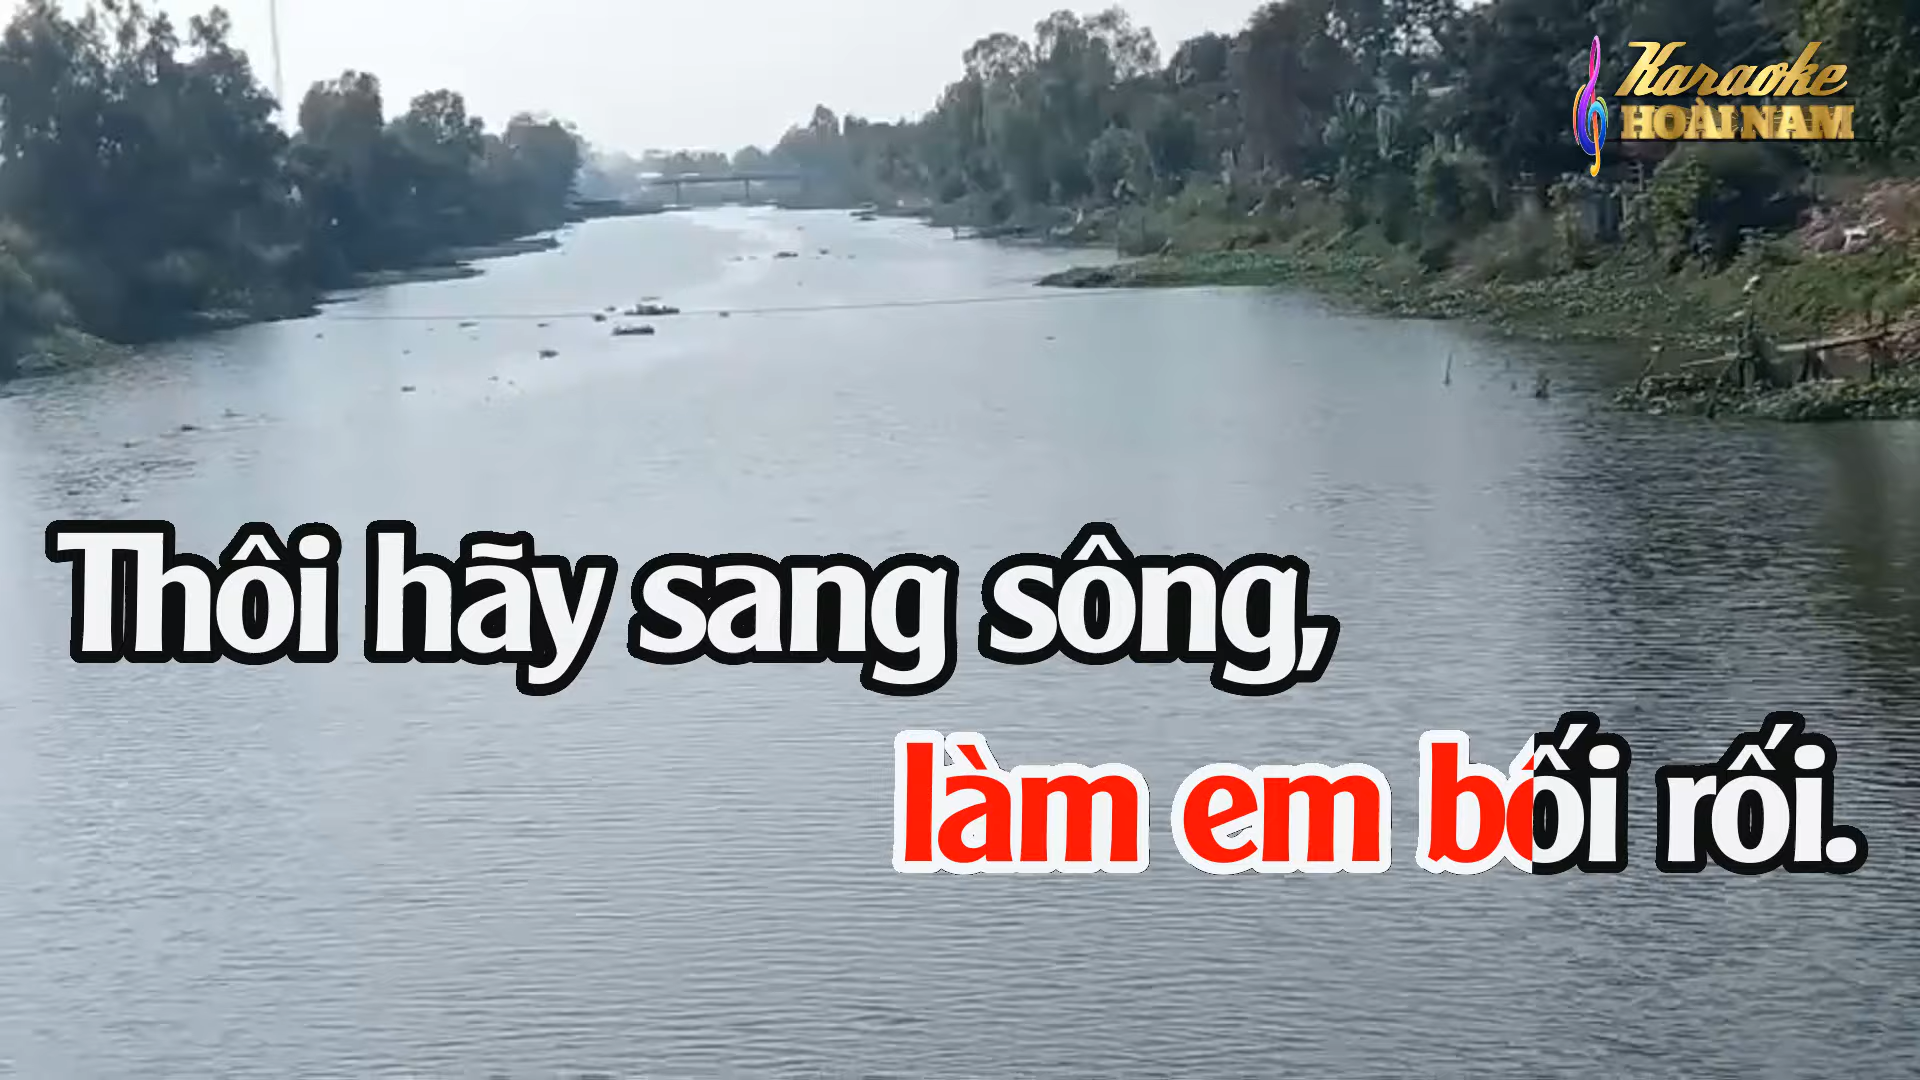 Karaoke
HOÀI NAM
Thôi hãy sang sông,
làm em bối rối.